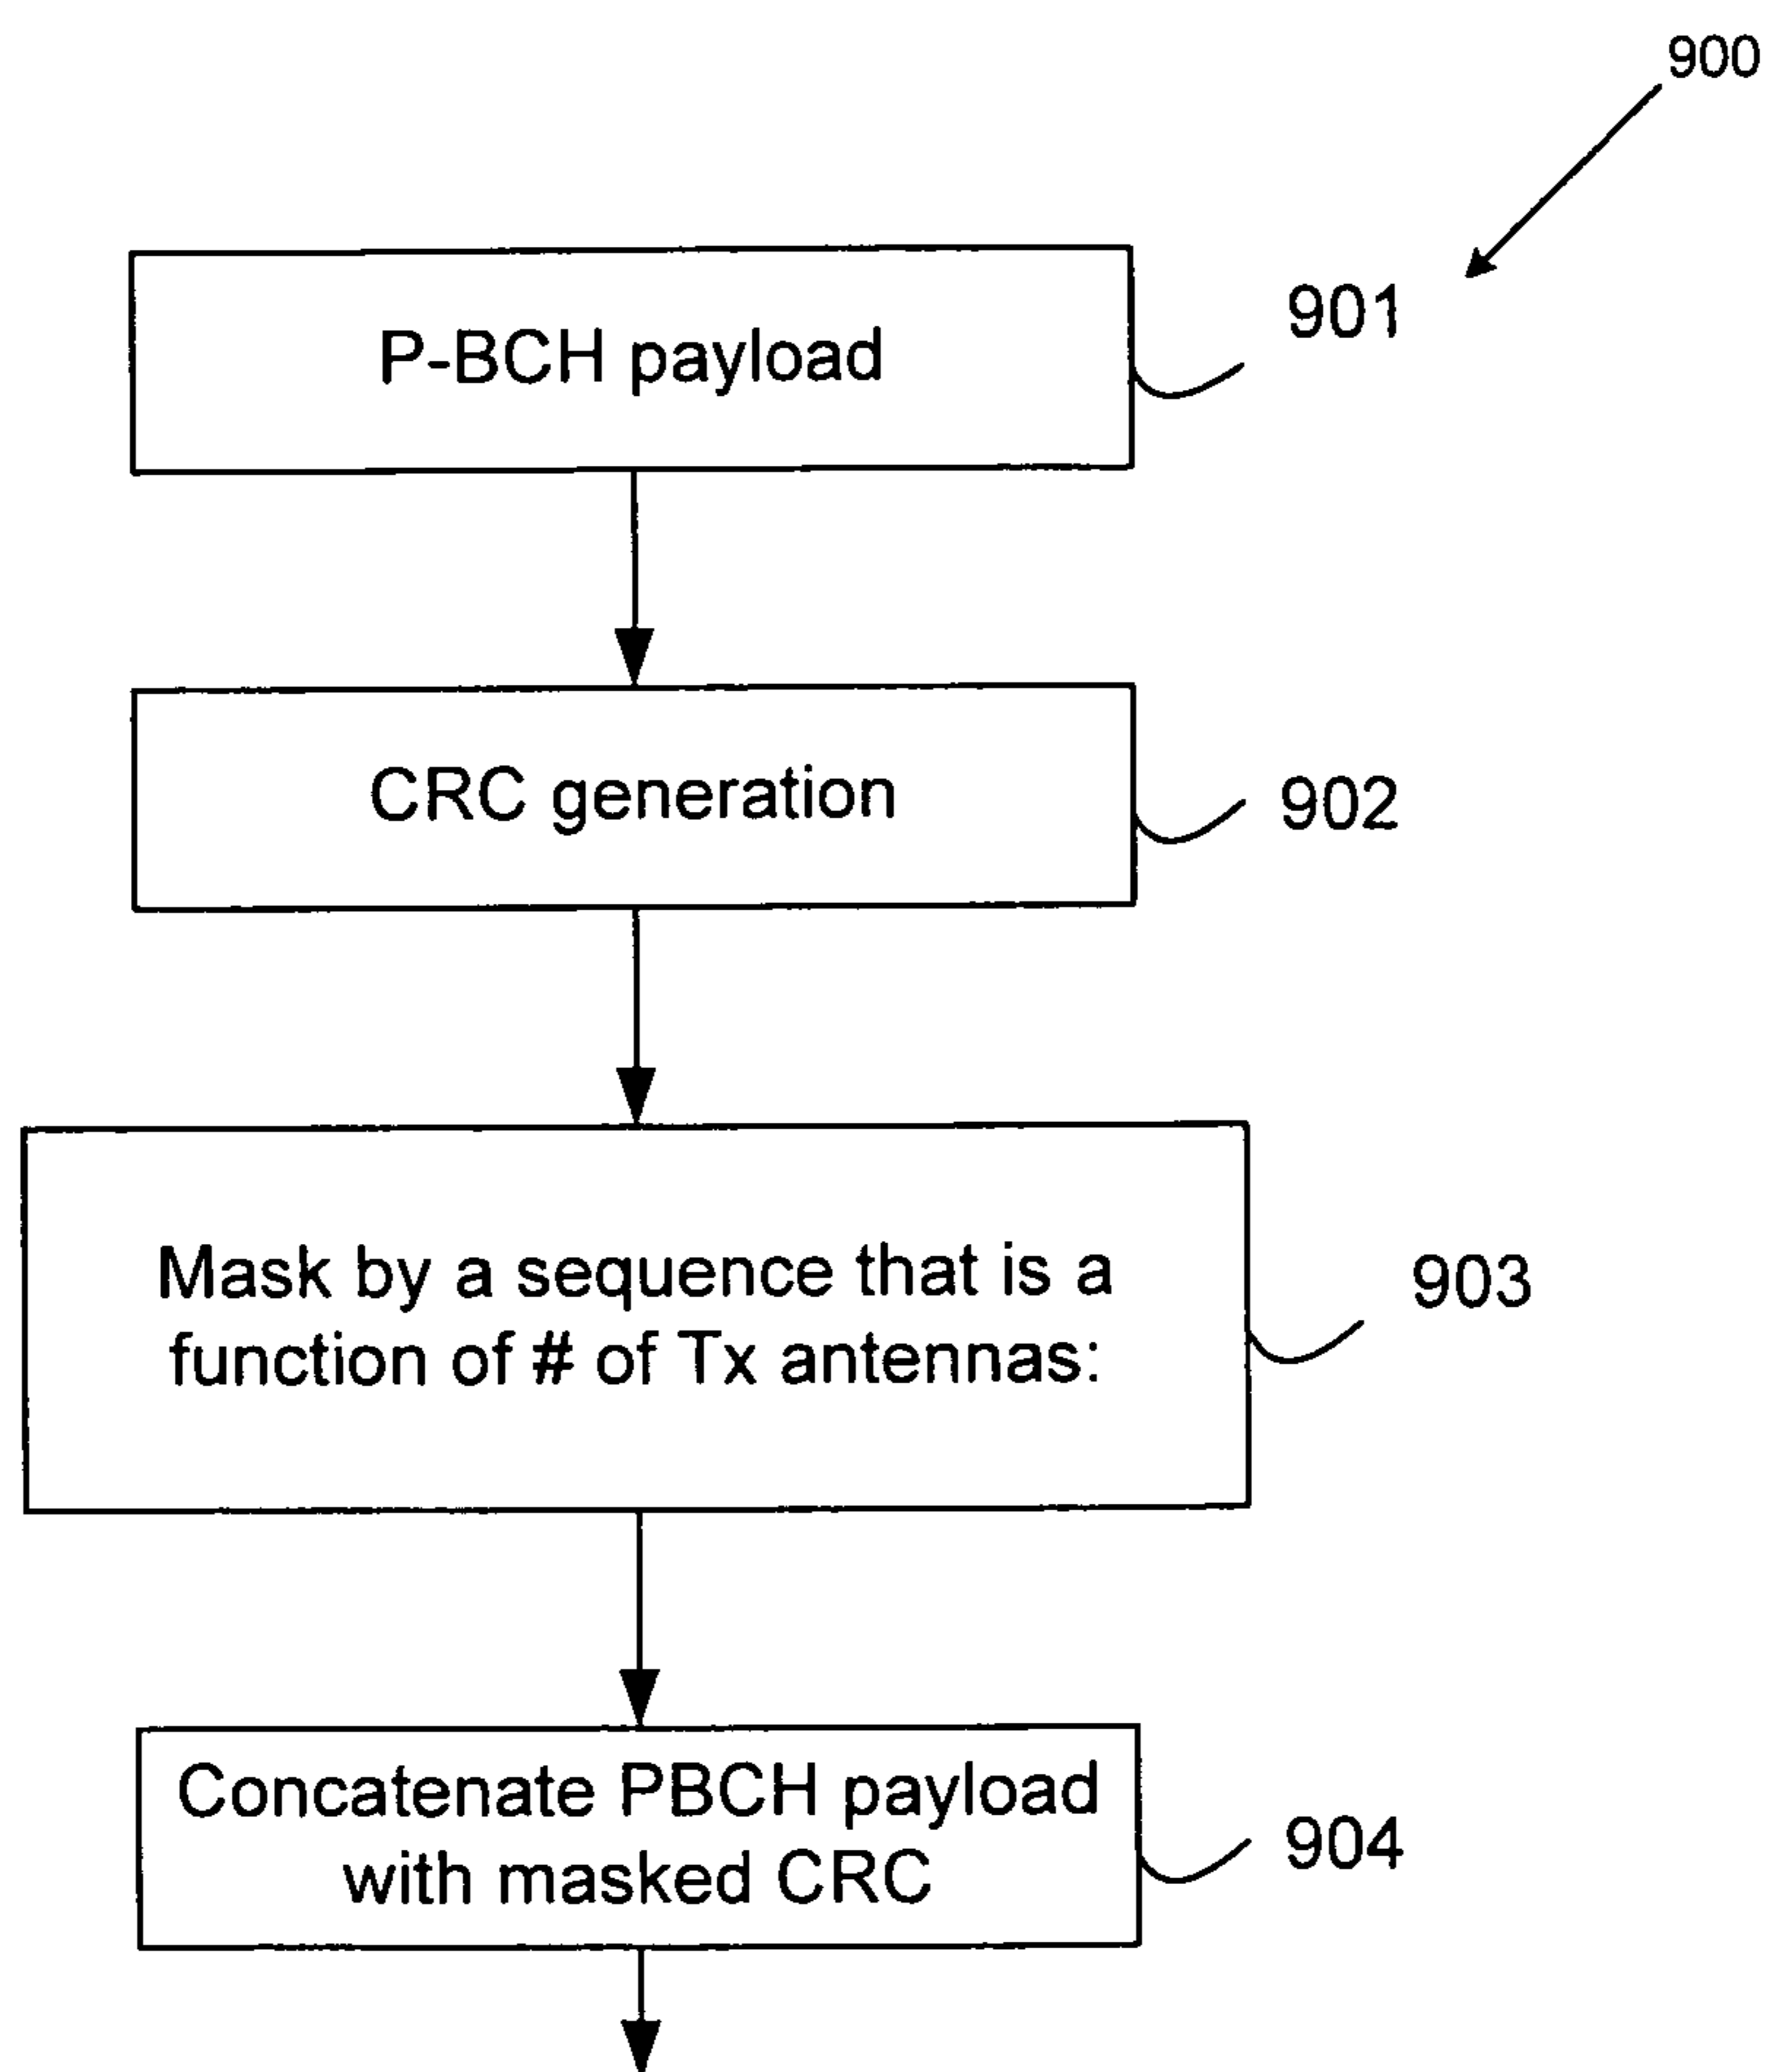 900
P-BCH payload
901
CRC generation
902
Mask by a sequence that is a
function of # of Tx antennas:
903
Concatenate PBCH payload
with masked CRC
904